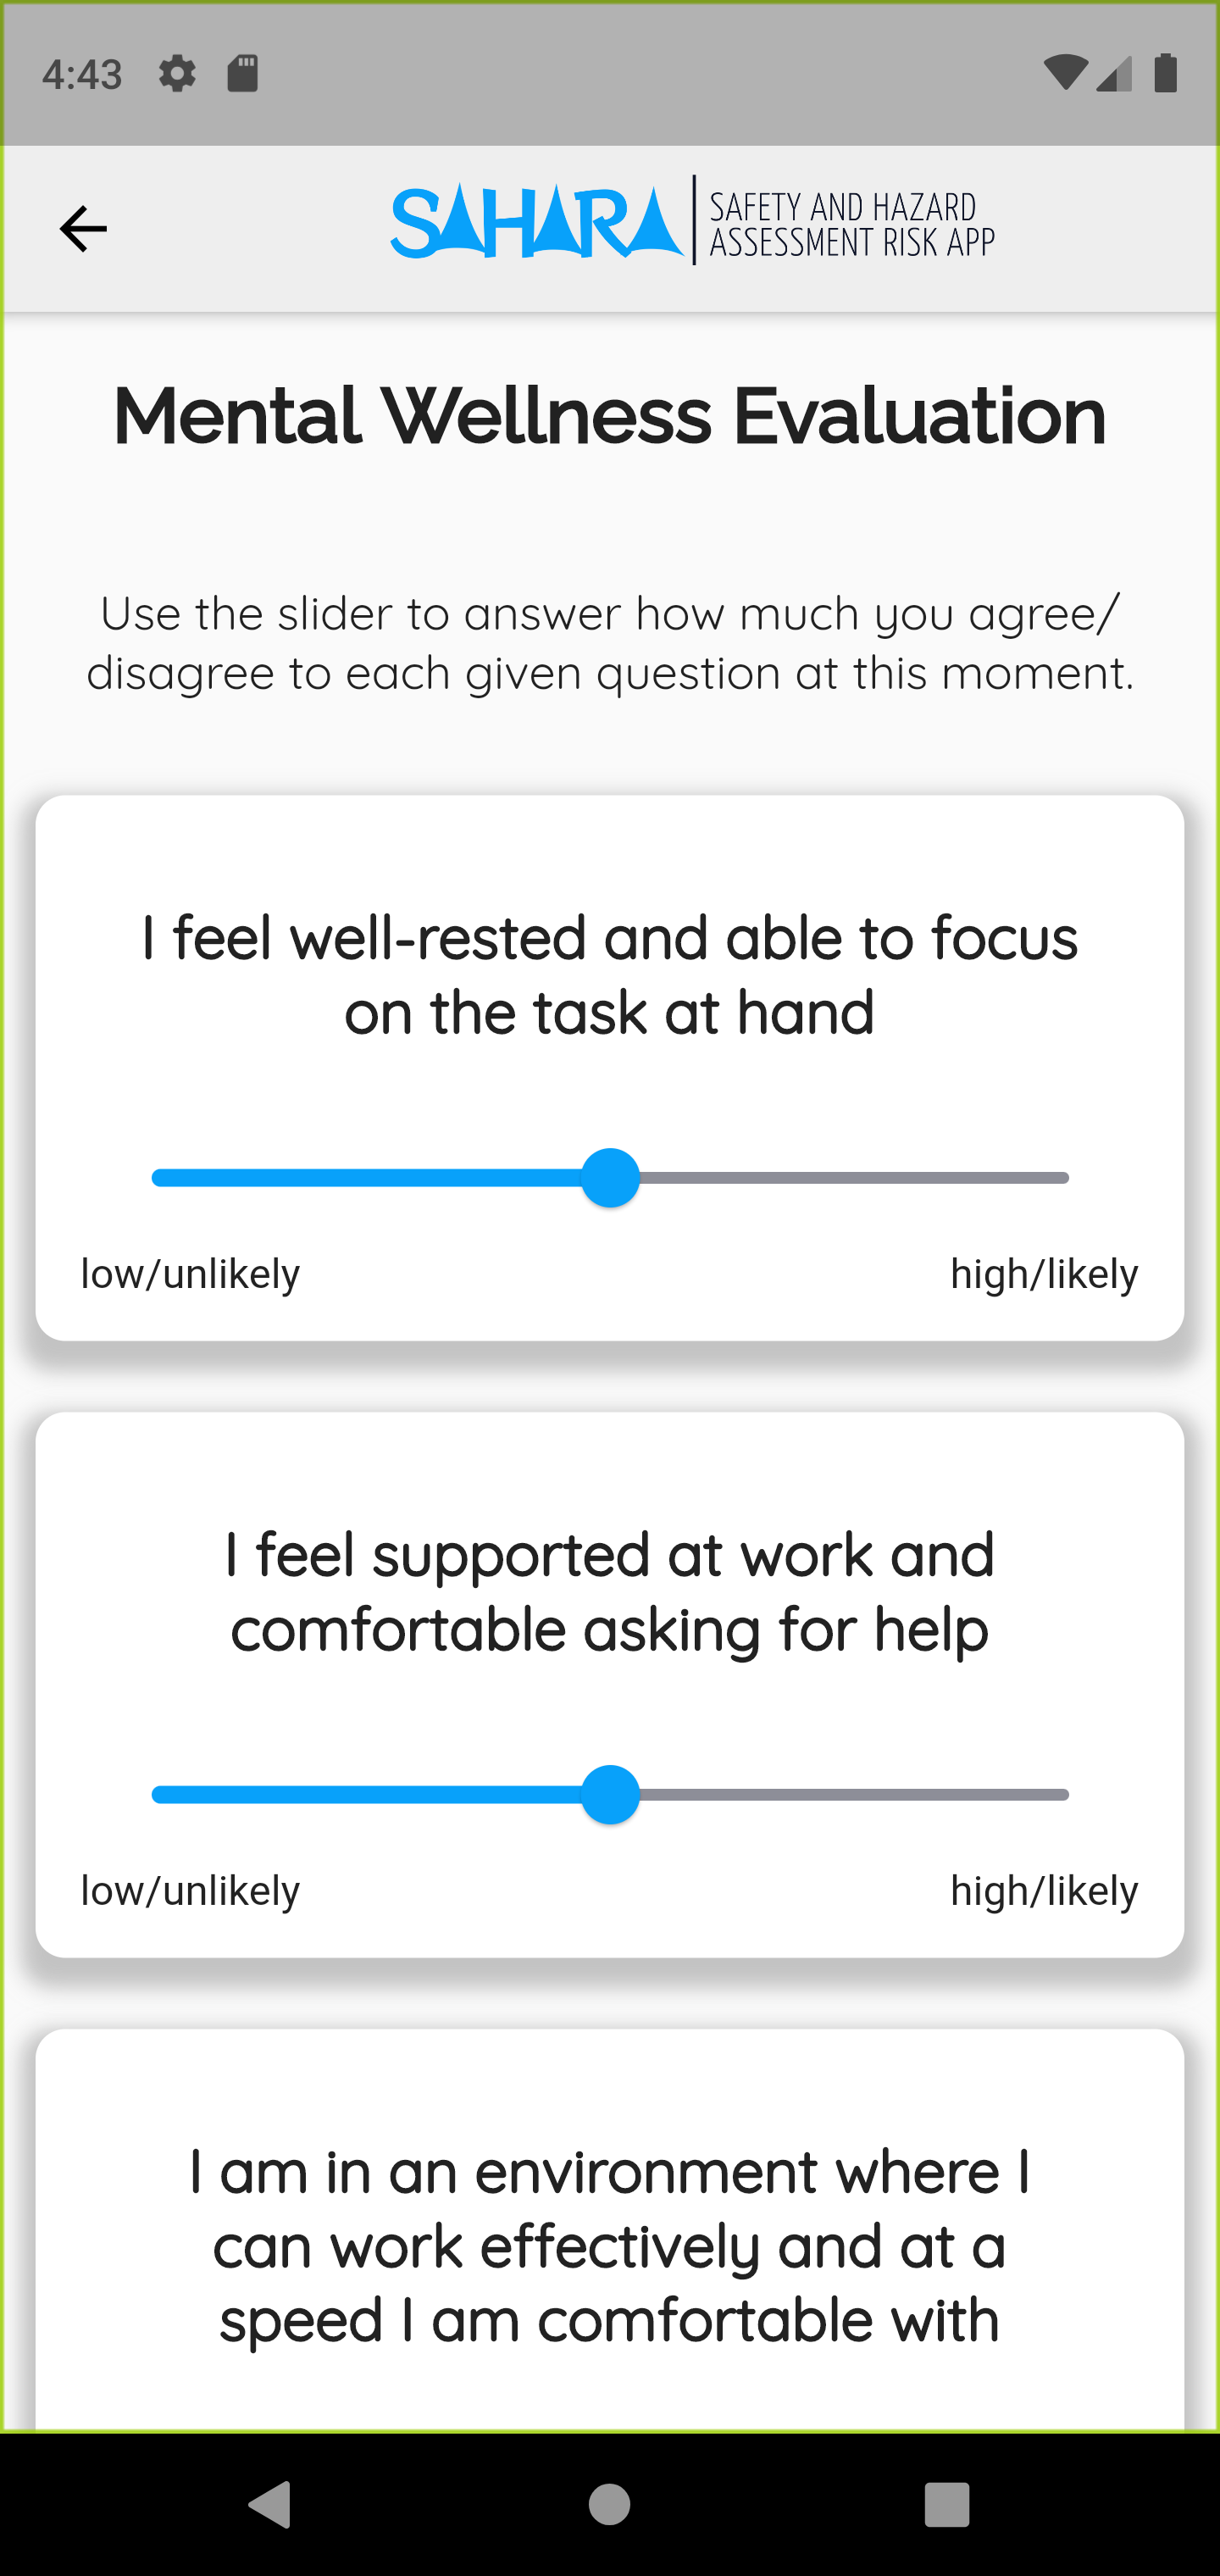 4:43
SAHARA
SAFETY AND HAZARD
ASSESSMENT RISK APP
Mental Wellness Evaluation
Use the slider to answer how much you agree/
disagree to each given question at this moment.
I feel well-rested and able to focus
on the task at hand
low/unlikely high/likely
I feel supported at work and
comfortable asking for help
low/unlikely high/likely
I am in an environment where I
can work effectively and at a
speed I am comfortable with